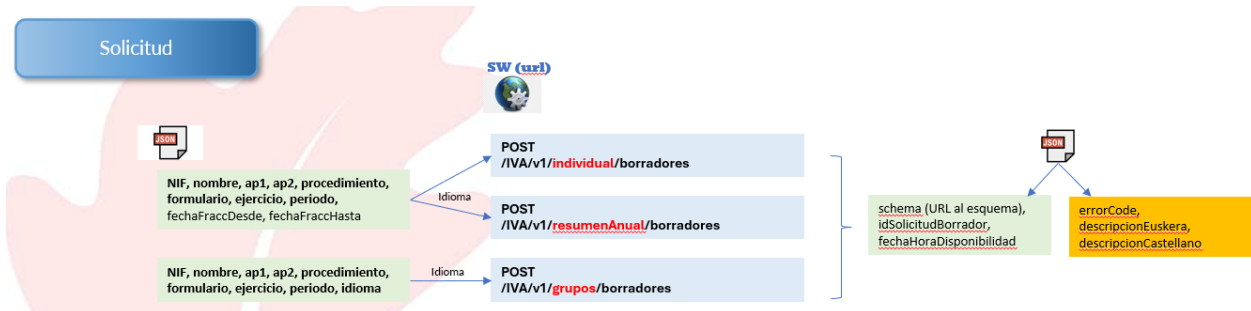 Solicitud
SW (url)
JSON
NIF, nombre, ap1, ap2, procedimiento,
formulario, ejercicio, periodo,
fechaFraccDesde, fechaFraccHasta
Idioma
POST
/IVA/v1/individual/borradores
POST
/IVA/v1/resumenAnual/borradores
NIF, nombre, ap1, ap2, procedimiento,
formulario, ejercicio, periodo, idioma
Idioma
POST
/IVA/v1/grupos/borradores
JSON
schema (URL al esquema),
idSolicitudBorrador,
fechaHoraDisponibilidad
errorCode,
descripcionEuskera,
descripcionCastellano